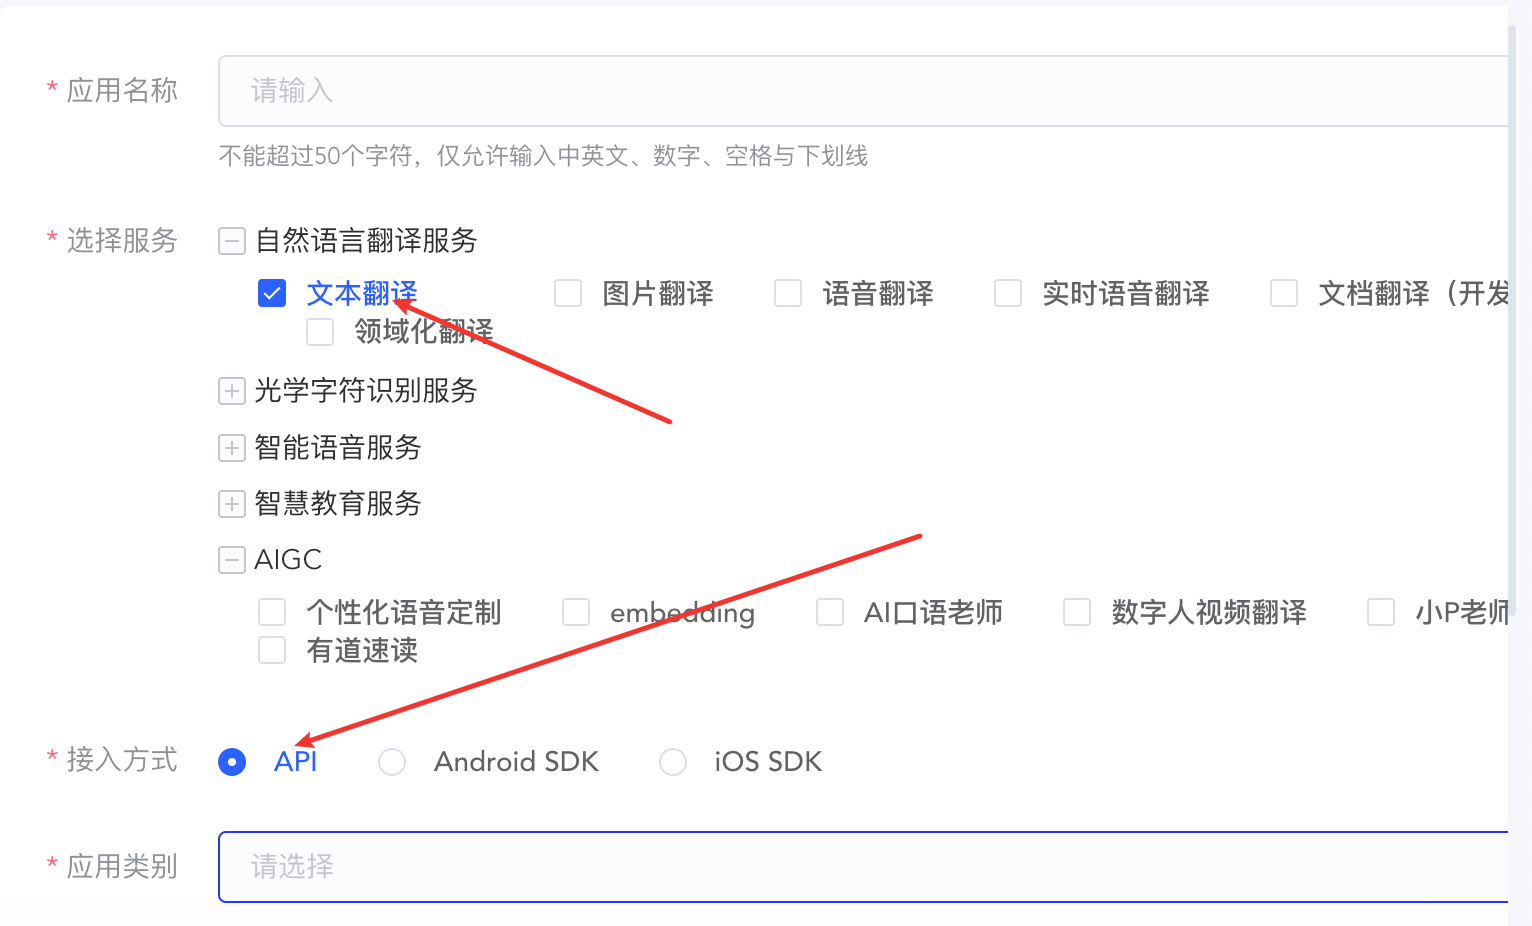 * 应用名称 请输入
不能超过50个字符，仅允许输入中英文、数字、空格与下划线
* 选择服务 自然语言翻译服务
文本翻译 图片翻译 语音翻译 实时语音翻译 文档翻译（开发
领域化翻译
光学字符识别服务
智能语音服务
智慧教育服务
AIGC
个性化语音定制 embedding AI口语老师 数字人视频翻译 小P老师
有道速读
* 接入方式 API Android SDK iOS SDK
* 应用类别 请选择